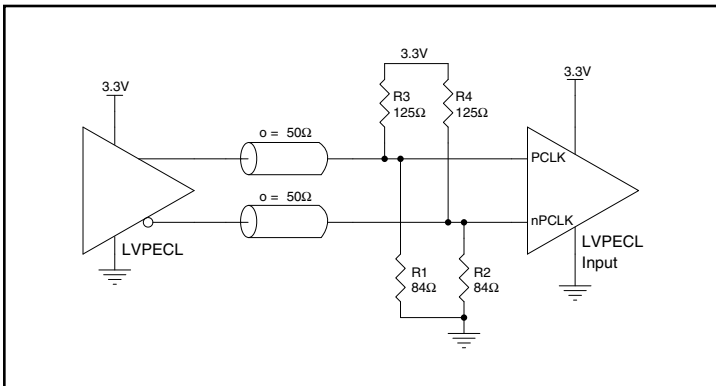 3.3V
3.3V
3.3V
R3
125Ω
R4
125Ω
o = 50Ω
PCLK
o = 50Ω
nPCLK
LVPECL
LVPECL
Input
R1
84Ω
R2
84Ω